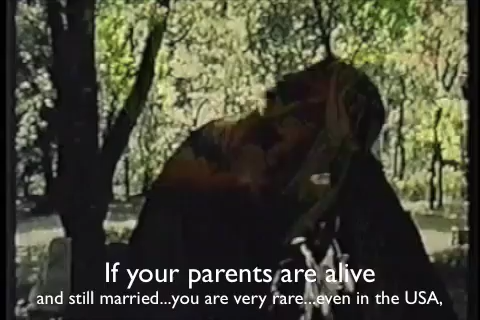 If your parents are alive
and still married...you are very rare...even in the USA,